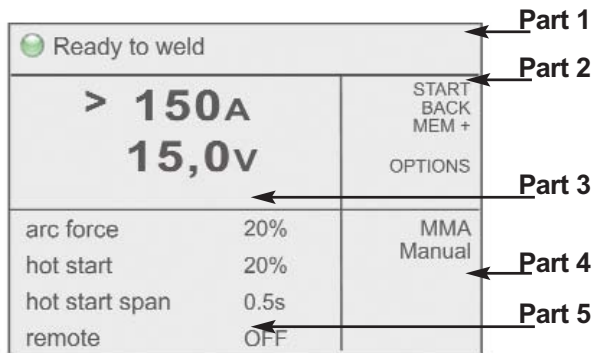 Part 1
Ready to weld
Part 2
> 150A
15,0V
START
BACK
MEM +
OPTIONS
Part 3
arc force 20%
hot start 20%
hot start span 0.5s
remote OFF
MMA
Manual
Part 4
Part 5